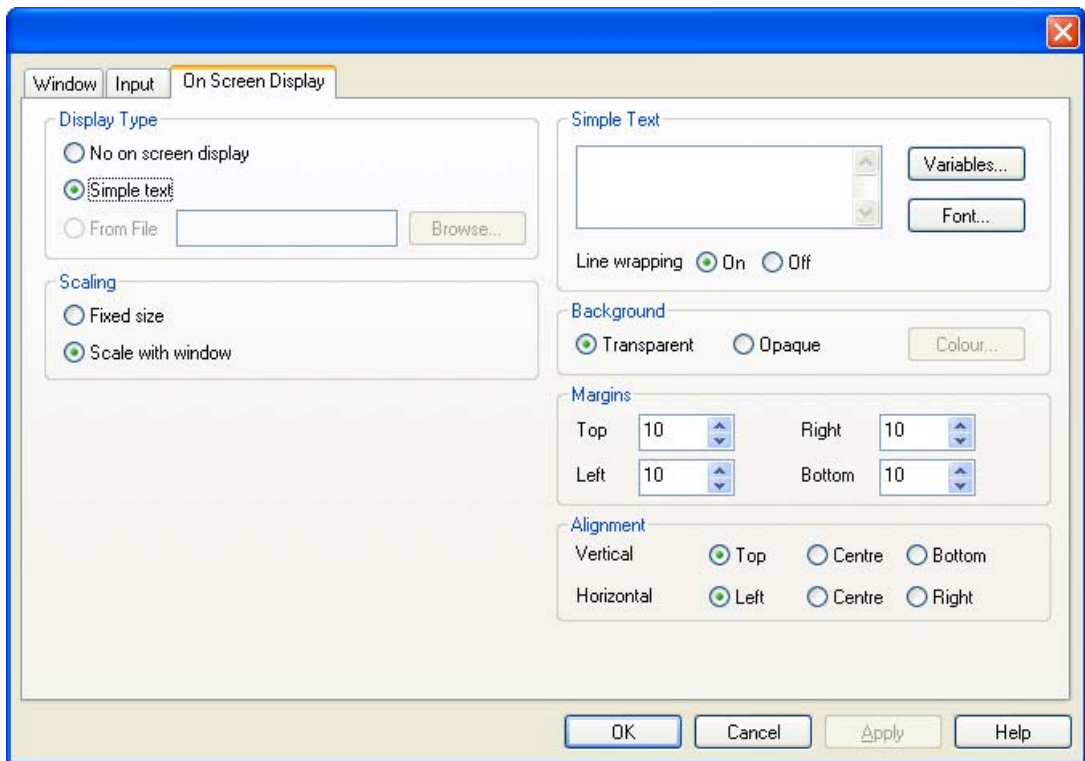 Window Input On Screen Display
Display Type
No on screen display
Simple text
From File Browse...
Scaling
Fixed size
Scale with window
Simple Text
Variables...
Font...
Line wrapping On Off
Background
Transparent Opaque Colour...
Margins
Top 10 Right 10
Left 10 Bottom 10
Alignment
Vertical Top Centre Bottom
Horizontal Left Centre Right
OK Cancel Apply Help